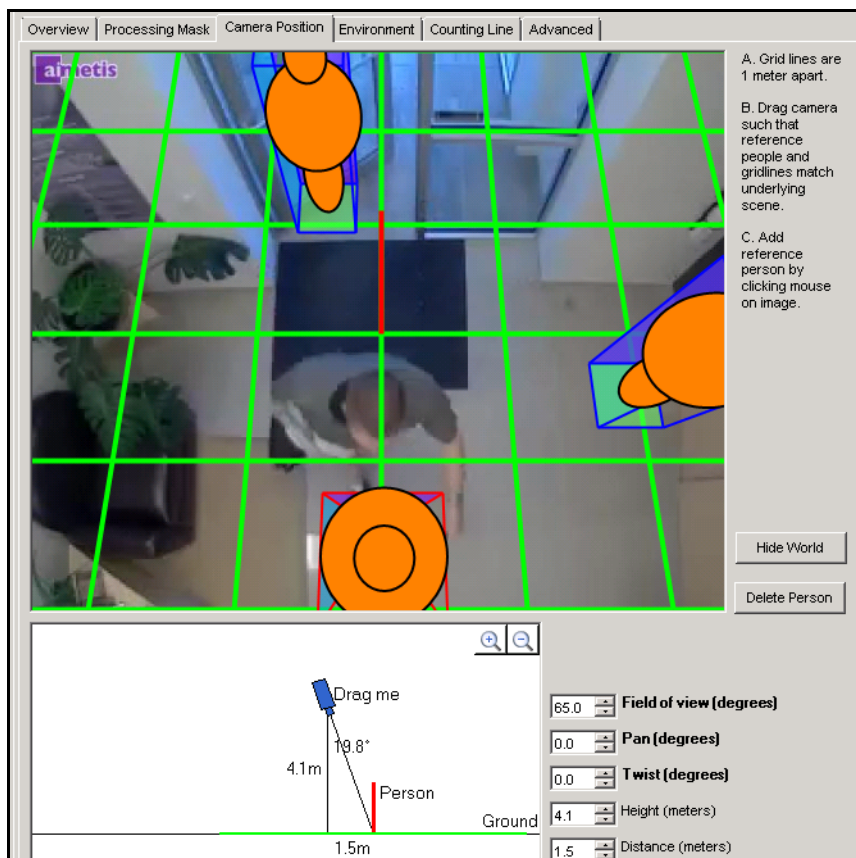 Overview
Processing Mask
Camera Position
Environment
Counting Line
Advanced
aimetis
A. Grid lines are
1 meter apart.
B. Drag camera
such that
reference
people and
gridlines match
underlying
scene.
C. Add
reference
person by
clicking mouse
on image.
Hide World
Delete Person
Drag me
19.8°
4.1m
Person
Ground
1.5m
65.0 Field of view (degrees)
0.0 Pan (degrees)
0.0 Twist (degrees)
4.1 Height (meters)
1.5 Distance (meters)